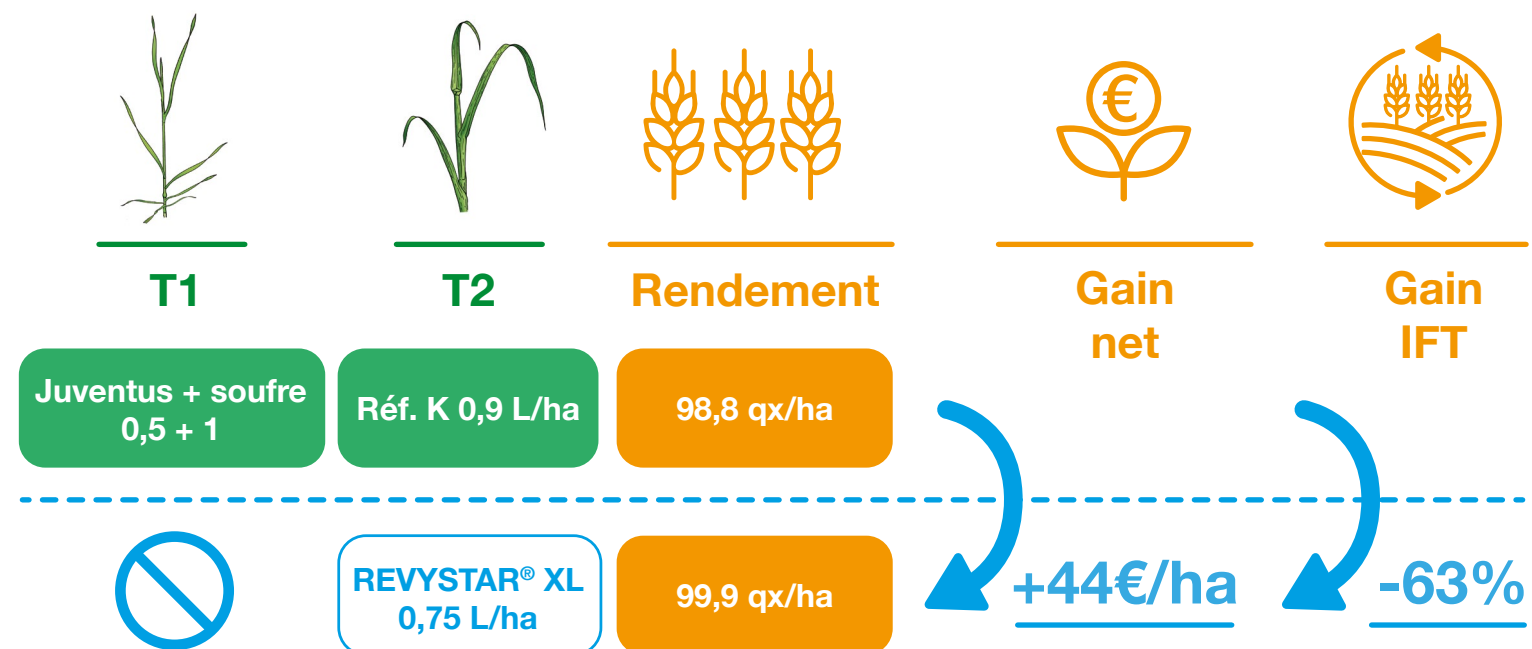 €
T1
T2
Rendement
Gain
net
Gain
IFT
Juventus + soufre
0,5 + 1
Réf. K 0,9 L/ha
98,8 qx/ha
REVYSTAR® XL
0,75 L/ha
99,9 qx/ha
+44€/ha
-63%